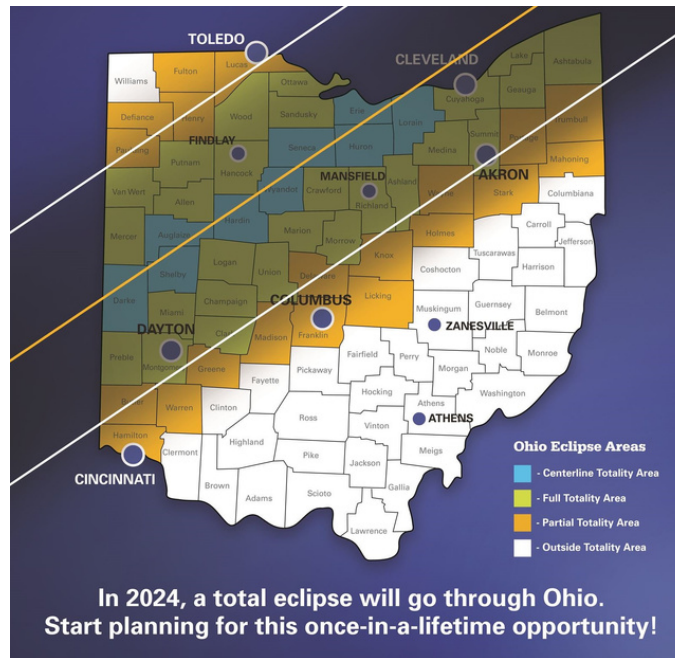 TOLEDO
Williams
Fulton
Lucas
Ottawa
CLEVELAND
Lake
Ashtabula
Geauga
Cuyahoga
Defiance
Henry
Wood
Sandusky
Erie
Lorain
Trumbull
Paulding
FINDLAY
Seneca
Huron
Medina
Summit
Portage
Putnam
Hancock
MANSFIELD
AKRON
Mahoning
Van Wert
Allen
Wyandot
Crawford
Richland
Ashland
Wayne
Stark
Columbiana
Hardin
Mercer
Auglaize
Marion
Morrow
Holmes
Carroll
Jefferson
Logan
Union
Knox
Tuscarawas
Harrison
Shelby
Delaware
Coshocton
Darke
Miami
Champaign
COLUMBUS
Licking
Muskingum
Guernsey
Belmont
DAYTON
Clark
Madison
Franklin
ZANESVILLE
Preble
Montgomery
Greene
Fairfield
Perry
Noble
Monroe
Fayette
Pickaway
Morgan
Butler
Warren
Clinton
Hocking
Athens
Washington
Ross
ATHENS
Hamilton
Highland
Vinton
Meigs
CINCINNATI
Clermont
Pike
Jackson
Brown
Adams
Scioto
Gallia
Lawrence
Ohio Eclipse Areas
- Centerline Totality Area
- Full Totality Area
- Partial Totality Area
- Outside Totality Area
In 2024, a total eclipse will go through Ohio.
Start planning for this once-in-a-lifetime opportunity!